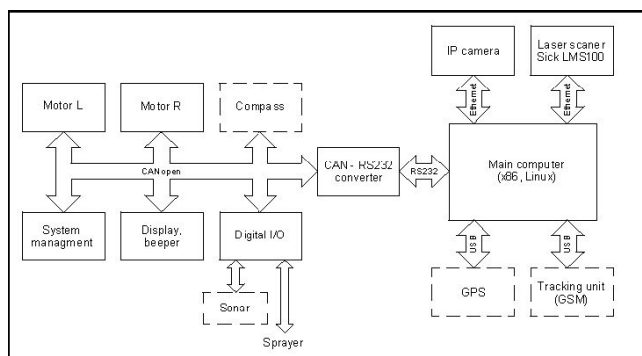 IP camera
Laser scaner
Sick LMS100
Motor L
Motor R
Compass
Ethernet
Ethernet
CANopen
CAN - RS232
converter
RS232
Main computer
(x86, Linux)
System
managment
Display,
beeper
Digital I/O
USB
USB
Sonar
GPS
Tracking unit
(GSM)
Sprayer